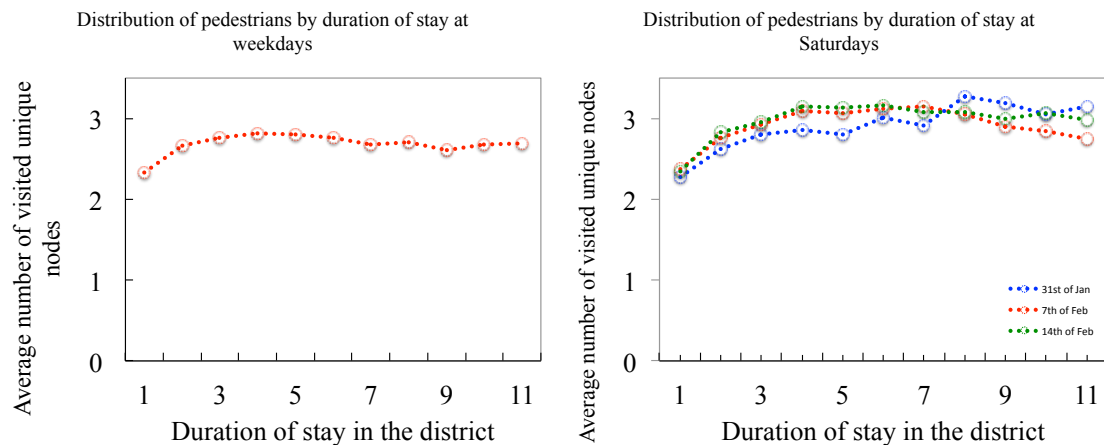 Distribution of pedestrians by duration of stay at
weekdays
Average number of visited unique
nodes
3
2
1
0
1 3 5 7 9 11
Duration of stay in the district
Distribution of pedestrians by duration of stay at
Saturdays
Average number of visited unique nodes
3
2
1
0
31st of Jan
7th of Feb
14th of Feb
1 3 5 7 9 11
Duration of stay in the district